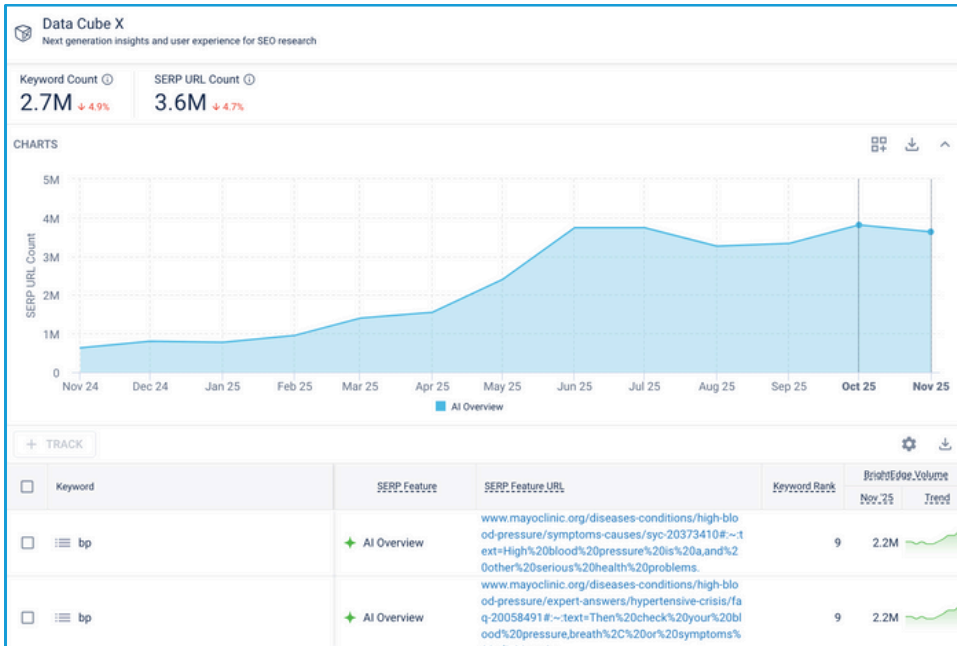 Data Cube X
Next generation insights and user experience for SEO research
Keyword Count
SERP URL Count
2.7M ↓ 4.9%
3.6M ↓ 4.7%
CHARTS
5M
4M
3M
2M
1M
0
SERP URL Count
Nov 24 Dec 24 Jan 25 Feb 25 Mar 25 Apr 25 May 25 Jun 25 Jul 25 Aug 25 Sep 25 Oct 25 Nov 25
AI Overview
+ TRACK
Keyword
SERP Feature
SERP Feature URL
Keyword Rank
BrightEdge Volume
Nov '25
Trend
bp
AI Overview
www.mayoclinic.org/diseases-conditions/high-blo
od-pressure/symptoms-causes/syc-20373410#:~:t
ext=High%20blood%20pressure%20is%20a,and%2
0other%20serious%20health%20problems.
9
2.2M
bp
AI Overview
www.mayoclinic.org/diseases-conditions/high-blo
od-pressure/expert-answers/hypertensive-crisis/fa
q-20058491#:~:text=Then%20check%20your%20bl
ood%20pressure,breath%2C%20or%20symptoms%
9
2.2M